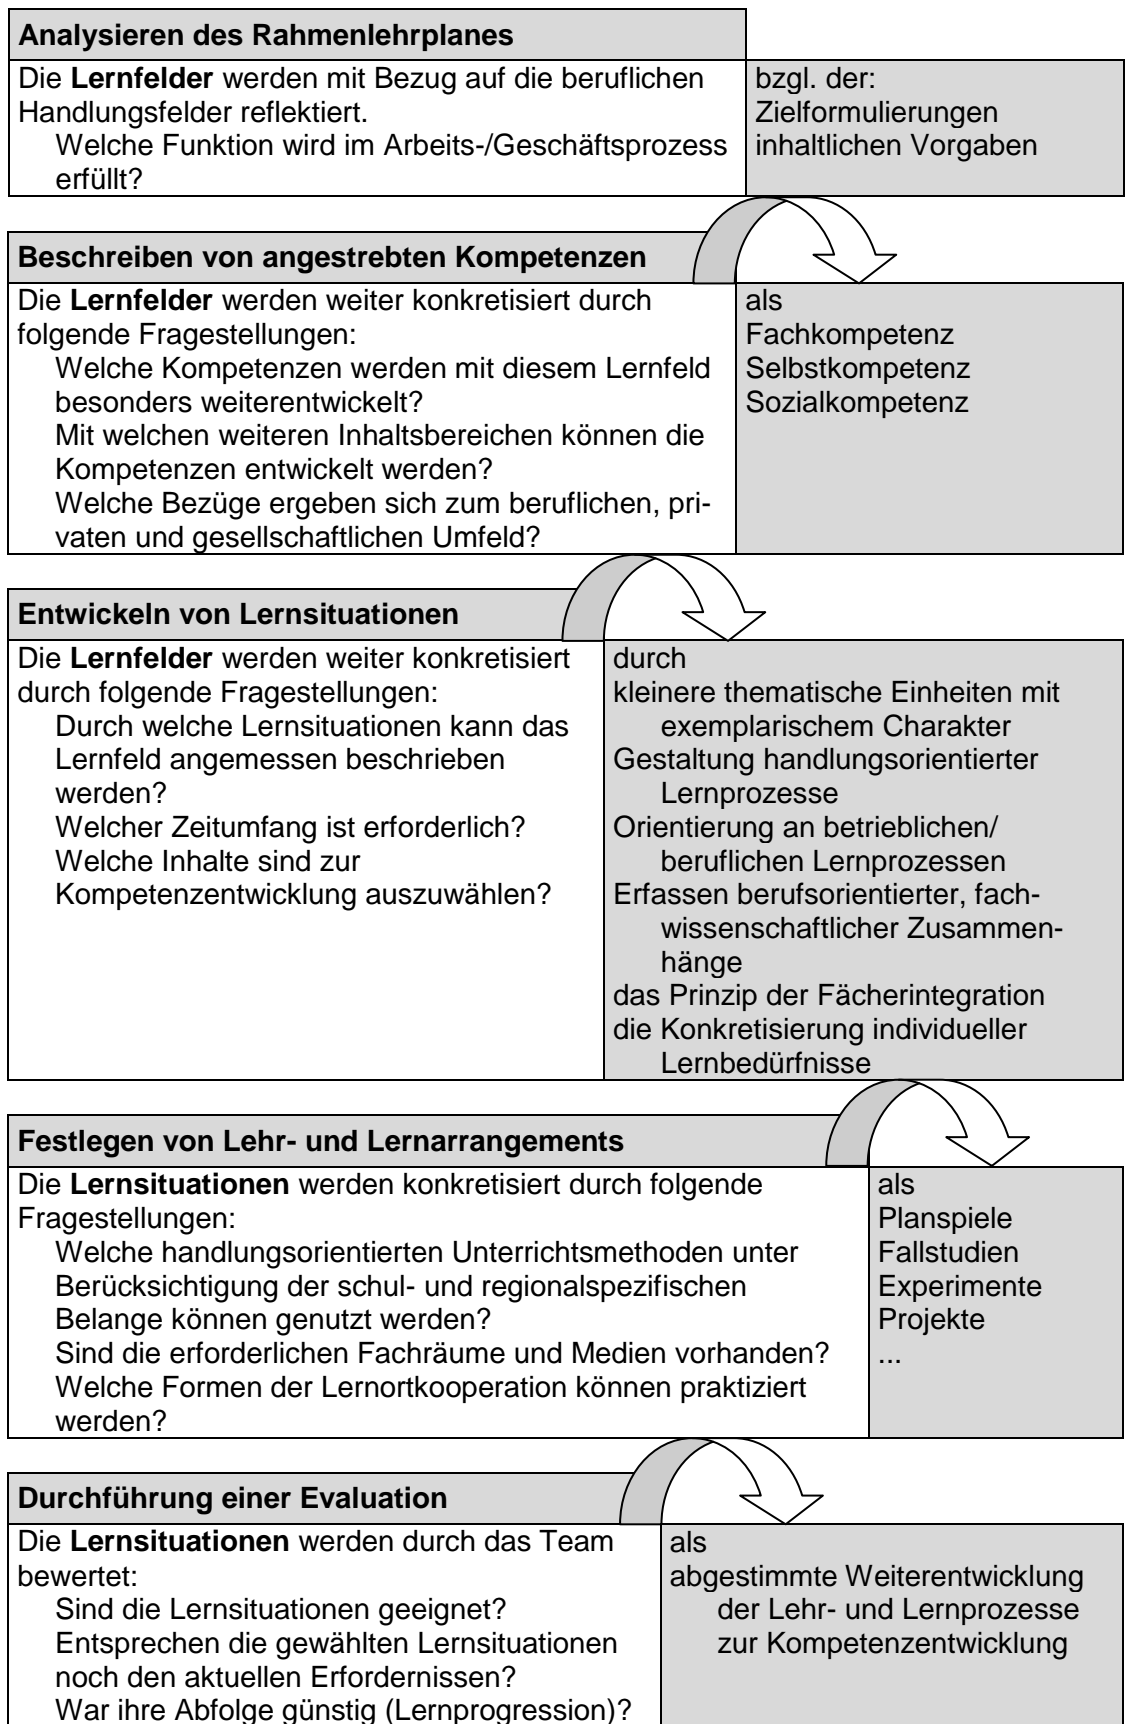 Analysieren des Rahmenlehrplanes
Die Lernfelder werden mit Bezug auf die beruflichen
Handlungsfelder reflektiert.
Welche Funktion wird im Arbeits-/Geschäftsprozess
erfüllt?
bzgl. der:
Zielformulierungen
inhaltlichen Vorgaben
Beschreiben von angestrebten Kompetenzen
Die Lernfelder werden weiter konkretisiert durch
folgende Fragestellungen:
Welche Kompetenzen werden mit diesem Lernfeld
besonders weiterentwickelt?
Mit welchen weiteren Inhaltsbereichen können die
Kompetenzen entwickelt werden?
Welche Bezüge ergeben sich zum beruflichen, pri-
vaten und gesellschaftlichen Umfeld?
als
Fachkompetenz
Selbstkompetenz
Sozialkompetenz
Entwickeln von Lernsituationen
Die Lernfelder werden weiter konkretisiert
durch folgende Fragestellungen:
Durch welche Lernsituationen kann das
Lernfeld angemessen beschrieben
werden?
Welcher Zeitumfang ist erforderlich?
Welche Inhalte sind zur
Kompetenzentwicklung auszuwählen?
durch
kleinere thematische Einheiten mit
exemplarischem Charakter
Gestaltung handlungsorientierter
Lernprozesse
Orientierung an betrieblichen/
beruflichen Lernprozessen
Erfassen berufsorientierter, fach-
wissenschaftlicher Zusammen-
hänge
das Prinzip der Fächerintegration
die Konkretisierung individueller
Lernbedürfnisse
Festlegen von Lehr- und Lernarrangements
Die Lernsituationen werden konkretisiert durch folgende
Fragestellungen:
Welche handlungsorientierten Unterrichtsmethoden unter
Berücksichtigung der schul- und regionalspezifischen
Belange können genutzt werden?
Sind die erforderlichen Fachräume und Medien vorhanden?
Welche Formen der Lernortkooperation können praktiziert
werden?
als
Planspiele
Fallstudien
Experimente
Projekte
...
Durchführung einer Evaluation
Die Lernsituationen werden durch das Team
bewertet:
Sind die Lernsituationen geeignet?
Entsprechen die gewählten Lernsituationen
noch den aktuellen Erfordernissen?
War ihre Abfolge günstig (Lernprogression)?
als
abgestimmte Weiterentwicklung
der Lehr- und Lernprozesse
zur Kompetenzentwicklung